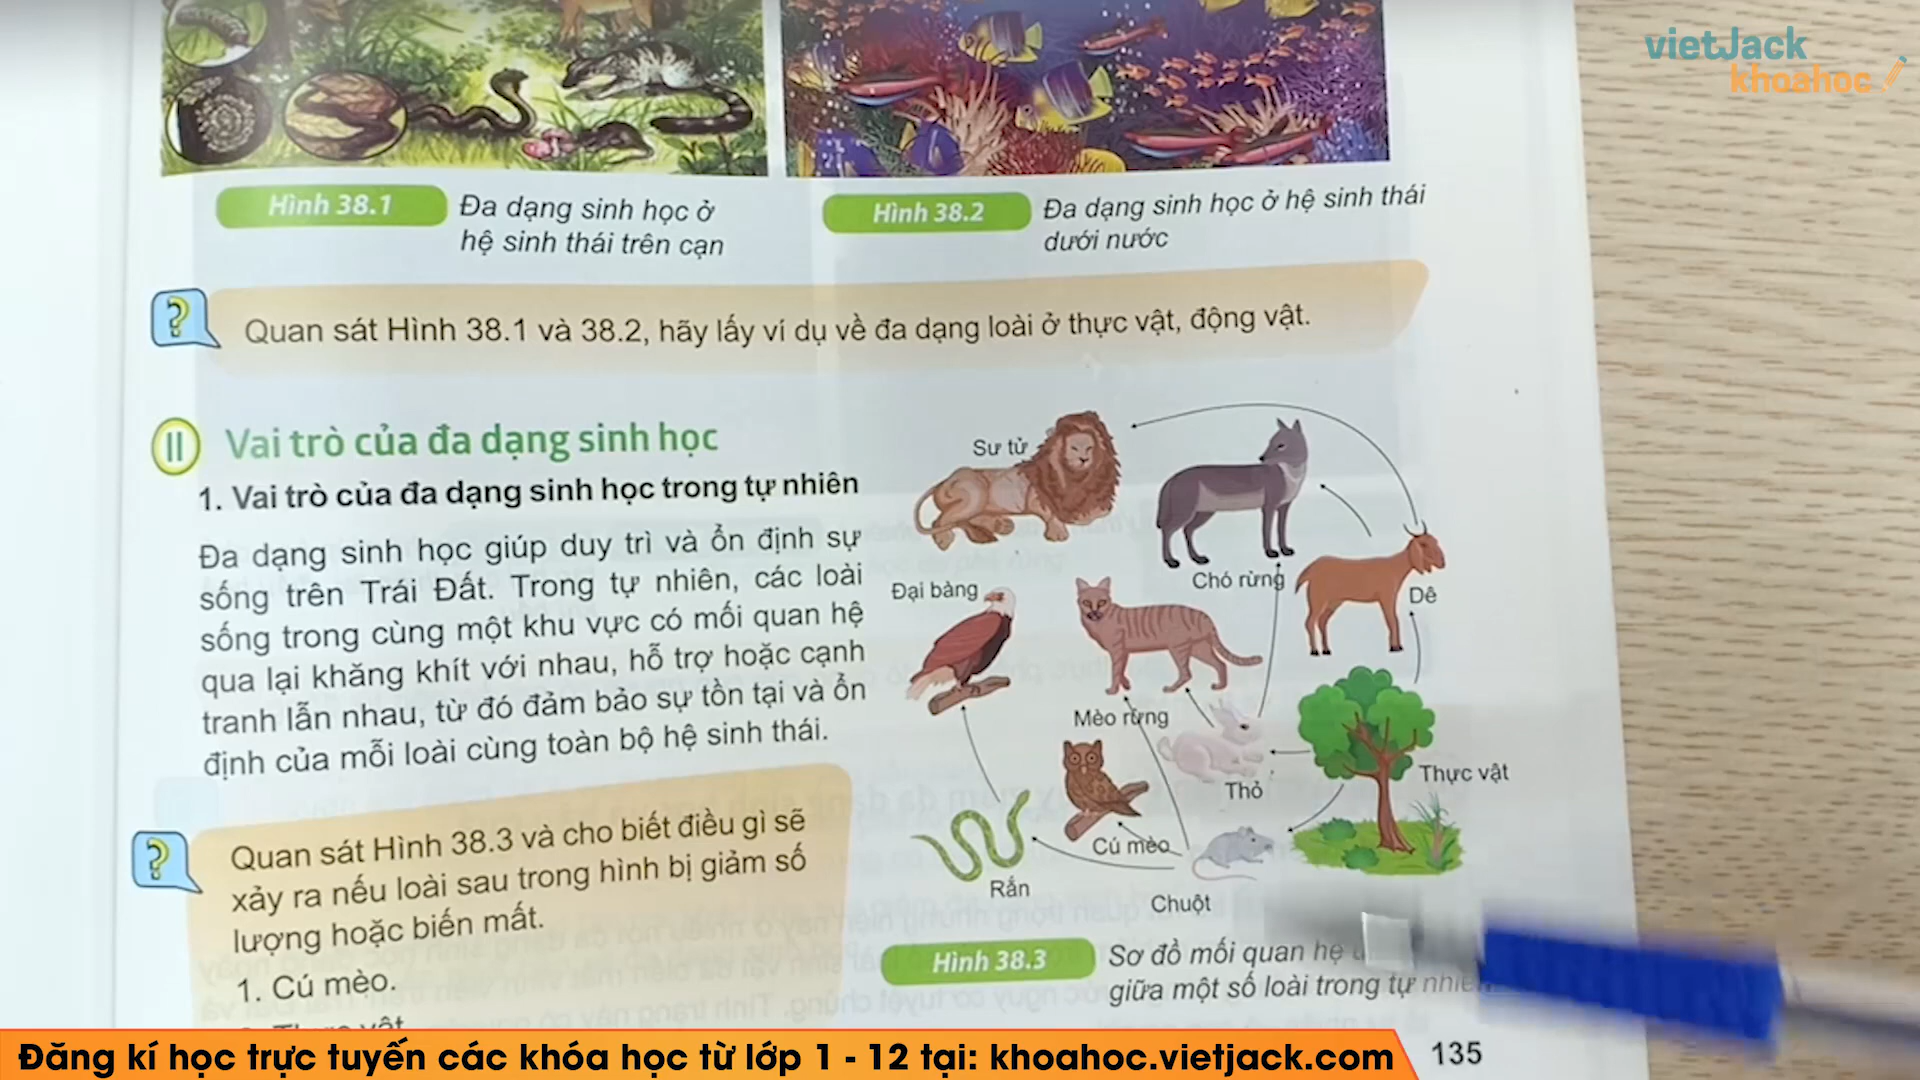 vietJack
khoahoc
Hình 38.1
Đa dạng sinh học ở
hệ sinh thái trên cạn
Hình 38.2
Đa dạng sinh học ở hệ sinh thái
dưới nước
?
Quan sát Hình 38.1 và 38.2, hãy lấy ví dụ về đa dạng loài ở thực vật, động vật.
II Vai trò của đa dạng sinh học
1. Vai trò của đa dạng sinh học trong tự nhiên
Đa dạng sinh học giúp duy trì và ổn định sự
sống trên Trái Đất. Trong tự nhiên, các loài
sống trong cùng một khu vực có mối quan hệ
qua lại khăng khít với nhau, hỗ trợ hoặc cạnh
tranh lẫn nhau, từ đó đảm bảo sự tồn tại và ổn
định của mỗi loài cùng toàn bộ hệ sinh thái.
?
Quan sát Hình 38.3 và cho biết điều gì sẽ
xảy ra nếu loài sau trong hình bị giảm số
lượng hoặc biến mất.
1. Cú mèo.
Sư tử
Chó rừng
Dê
Đại bàng
Mèo rừng
Thỏ
Thực vật
Cú mèo
Rắn
Chuột
Hình 38.3
Sơ đồ mối quan hệ
giữa một số loài trong tự nhiên
Đăng kí học trực tuyến các khóa học từ lớp 1 - 12 tại: khoahoc.vietjack.com
135